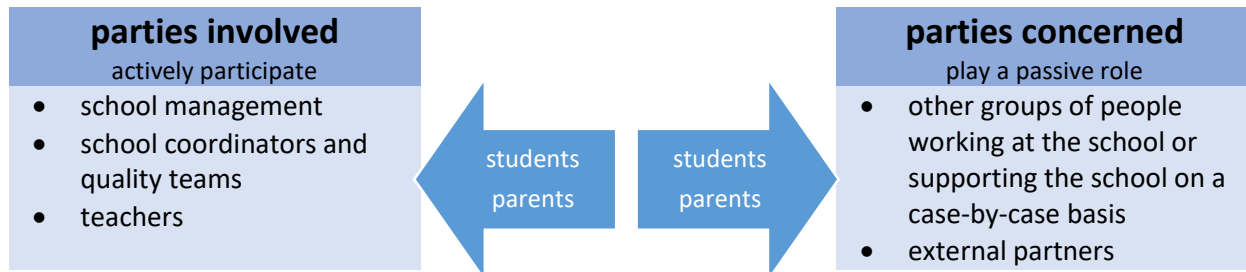 parties involved
actively participate
• school management
• school coordinators and
quality teams
• teachers
students
parents
students
parents
parties concerned
play a passive role
• other groups of people
working at the school or
supporting the school on a
case-by-case basis
• external partners